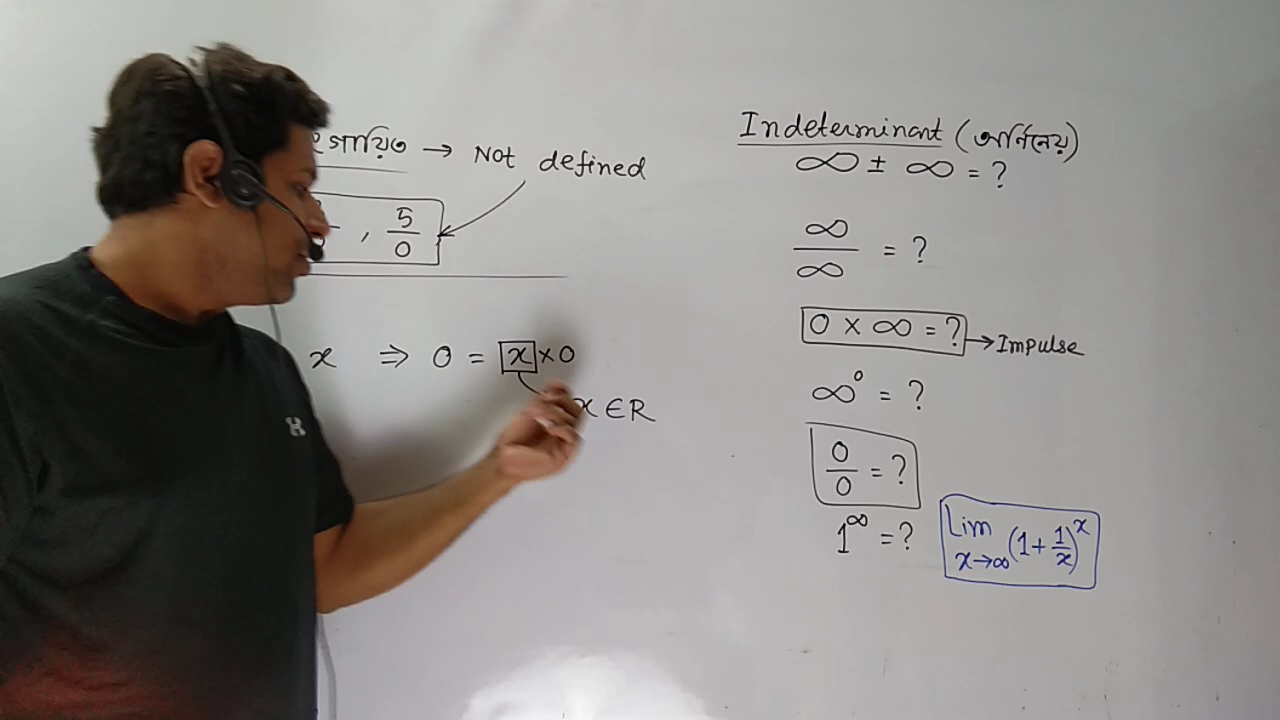 → Not defined
, 5/0
x ⇒ 0 = x × 0
x ∈ R
Indeterminant (অনির্ণেয়)
∞ ± ∞ = ?
∞/∞ = ?
0 × ∞ = ? → Impulse
∞⁰ = ?
0/0 = ?
1^∞ = ?
Lim x→∞ (1 + 1/x)^x